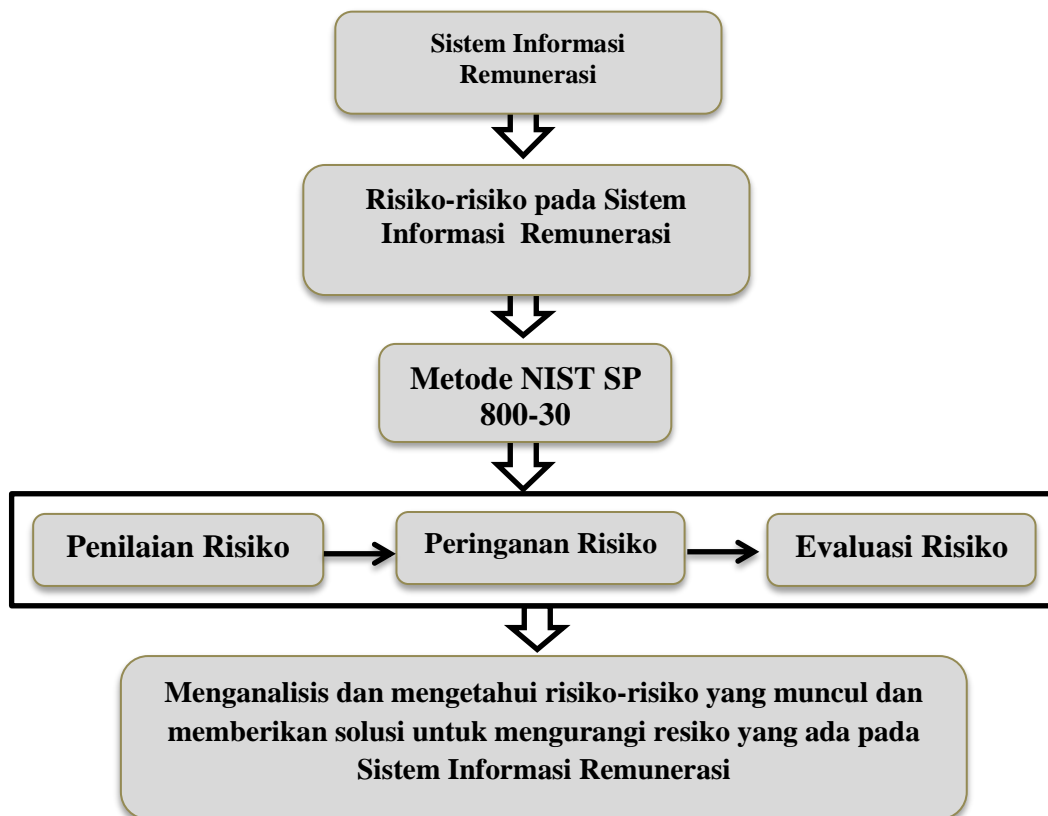 Sistem Informasi
Remunerasi
Risiko-risiko pada Sistem
Informasi Remunerasi
Metode NIST SP
800-30
Penilaian Risiko
Peringanan Risiko
Evaluasi Risiko
Menganalisis dan mengetahui risiko-risiko yang muncul dan
memberikan solusi untuk mengurangi resiko yang ada pada
Sistem Informasi Remunerasi